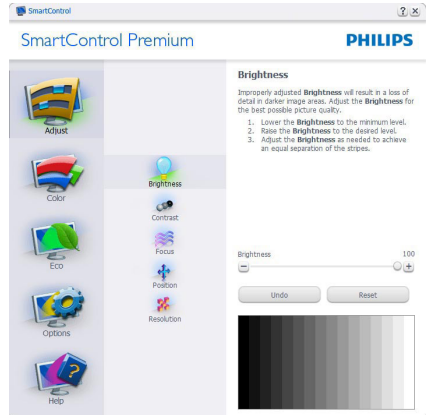 SmartControl
SmartControl Premium
PHILIPS
Adjust
Color
Eco
Options
Help
Brightness
Contrast
Focus
Position
Resolution
Brightness
Improperly adjusted Brightness will result in a loss of
detail in darker image areas. Adjust the Brightness for
the best possible picture quality.
1. Lower the Brightness to the minimum level.
2. Raise the Brightness to the desired level.
3. Adjust the Brightness as needed to achieve
an equal separation of the stripes.
Brightness 100
Undo
Reset